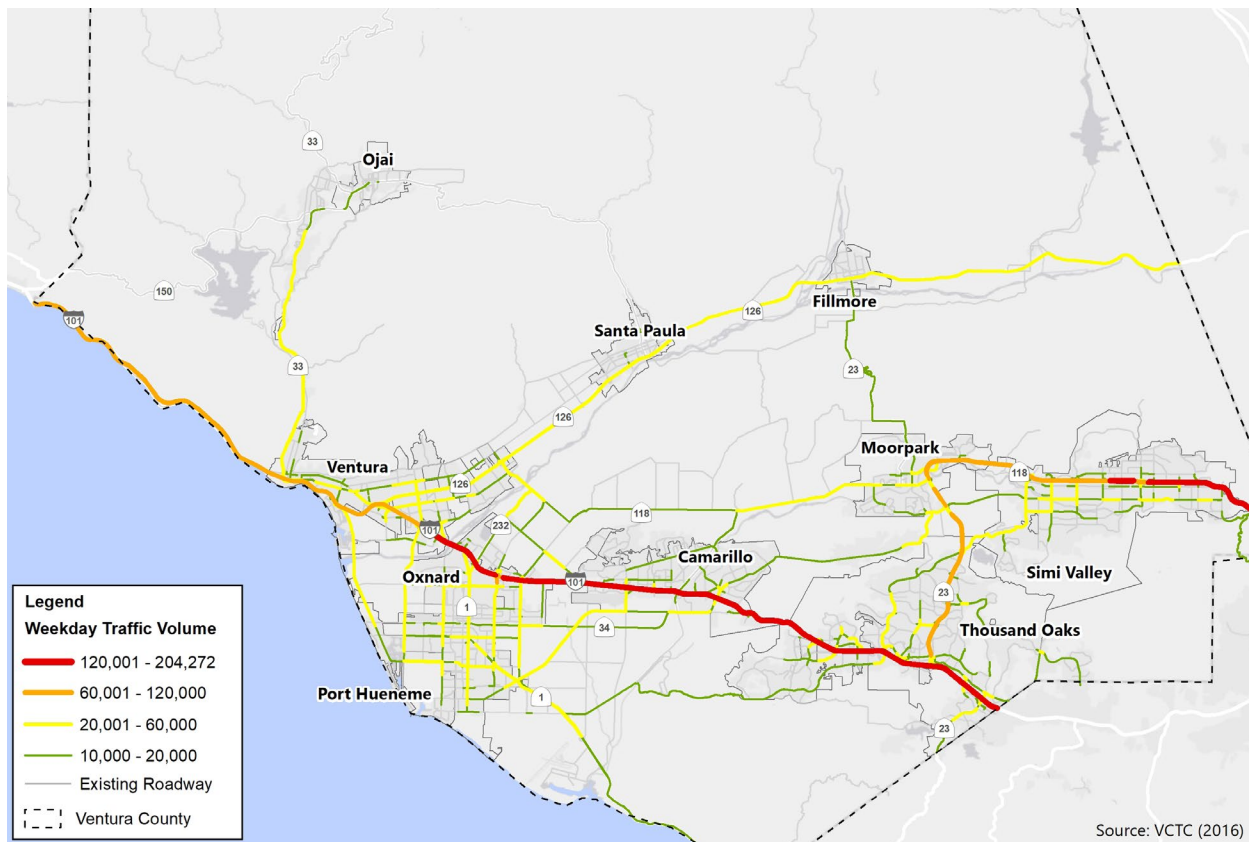 33
Ojai
150
101
Fillmore
126
Santa Paula
33
23
126
Moorpark
Ventura
118
126
232
118
101
Camarillo
101
Oxnard
Simi Valley
23
1
34
Thousand Oaks
Port Hueneme
1
23
Legend
Weekday Traffic Volume
120,001 - 204,272
60,001 - 120,000
20,001 - 60,000
10,000 - 20,000
Existing Roadway
Ventura County
Source: VCTC (2016)